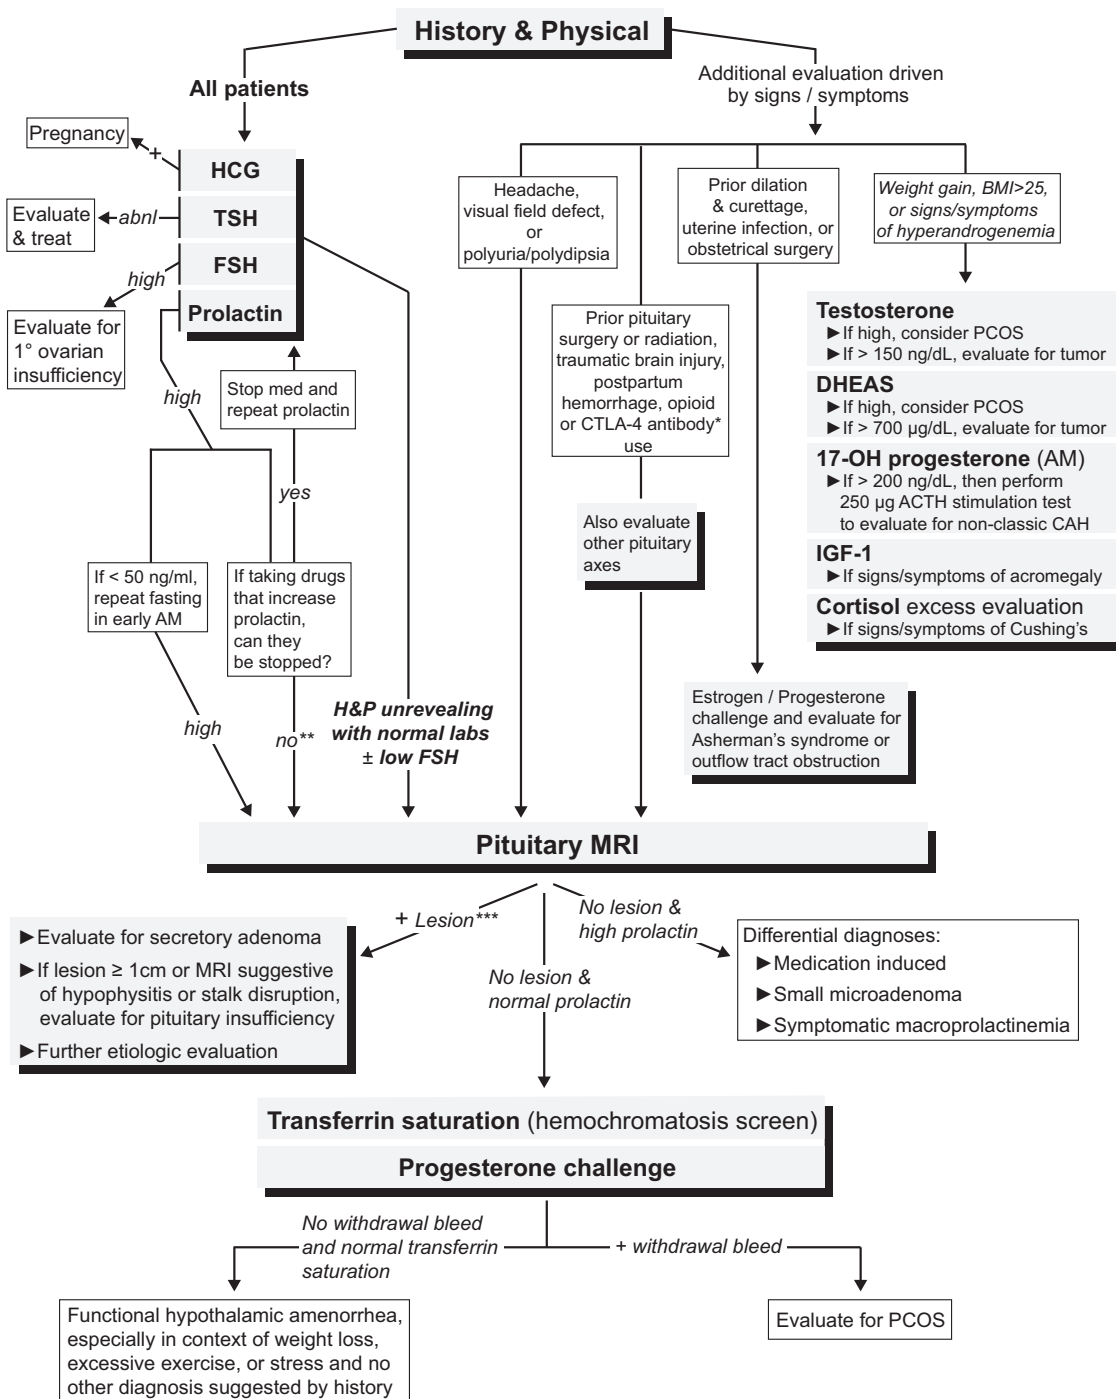 History & Physical
All patients
Additional evaluation driven
by signs / symptoms
Pregnancy
+
HCG
Evaluate
& treat
abnl
TSH
high
FSH
Prolactin
Evaluate for
1° ovarian
insufficiency
high
Stop med and
repeat prolactin
yes
If < 50 ng/ml,
repeat fasting
in early AM
If taking drugs
that increase
prolactin,
can they
be stopped?
high
no**
H&P unrevealing
with normal labs
± low FSH
Headache,
visual field defect,
or
polyuria/polydipsia
Prior pituitary
surgery or radiation,
traumatic brain injury,
postpartum
hemorrhage, opioid
or CTLA-4 antibody*
use
Also evaluate
other pituitary
axes
Prior dilation
& curettage,
uterine infection, or
obstetrical surgery
Estrogen / Progesterone
challenge and evaluate for
Asherman's syndrome or
outflow tract obstruction
Weight gain, BMI>25,
or signs/symptoms
of hyperandrogenemia
Testosterone
►If high, consider PCOS
►If > 150 ng/dL, evaluate for tumor
DHEAS
►If high, consider PCOS
►If > 700 µg/dL, evaluate for tumor
17-OH progesterone (AM)
►If > 200 ng/dL, then perform
250 µg ACTH stimulation test
to evaluate for non-classic CAH
IGF-1
►If signs/symptoms of acromegaly
Cortisol excess evaluation
►If signs/symptoms of Cushing's
Pituitary MRI
+ Lesion***
►Evaluate for secretory adenoma
►If lesion ≥ 1cm or MRI suggestive
of hypophysitis or stalk disruption,
evaluate for pituitary insufficiency
►Further etiologic evaluation
No lesion &
normal prolactin
No lesion &
high prolactin
Differential diagnoses:
►Medication induced
►Small microadenoma
►Symptomatic macroprolactinemia
Transferrin saturation (hemochromatosis screen)
Progesterone challenge
No withdrawal bleed
and normal transferrin
saturation
+ withdrawal bleed
Functional hypothalamic amenorrhea,
especially in context of weight loss,
excessive exercise, or stress and no
other diagnosis suggested by history
Evaluate for PCOS